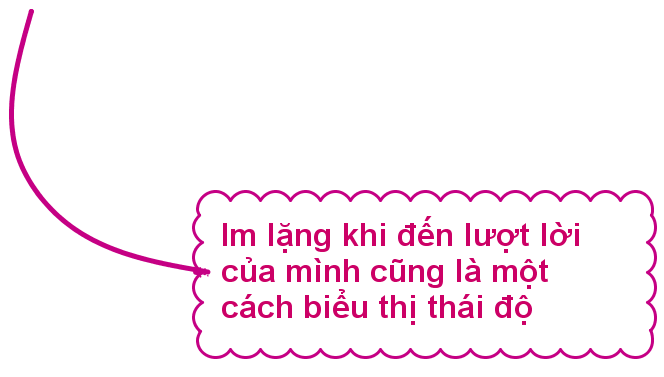 Im lặng khi đến lượt lời
của mình cũng là một
cách biểu thị thái độ